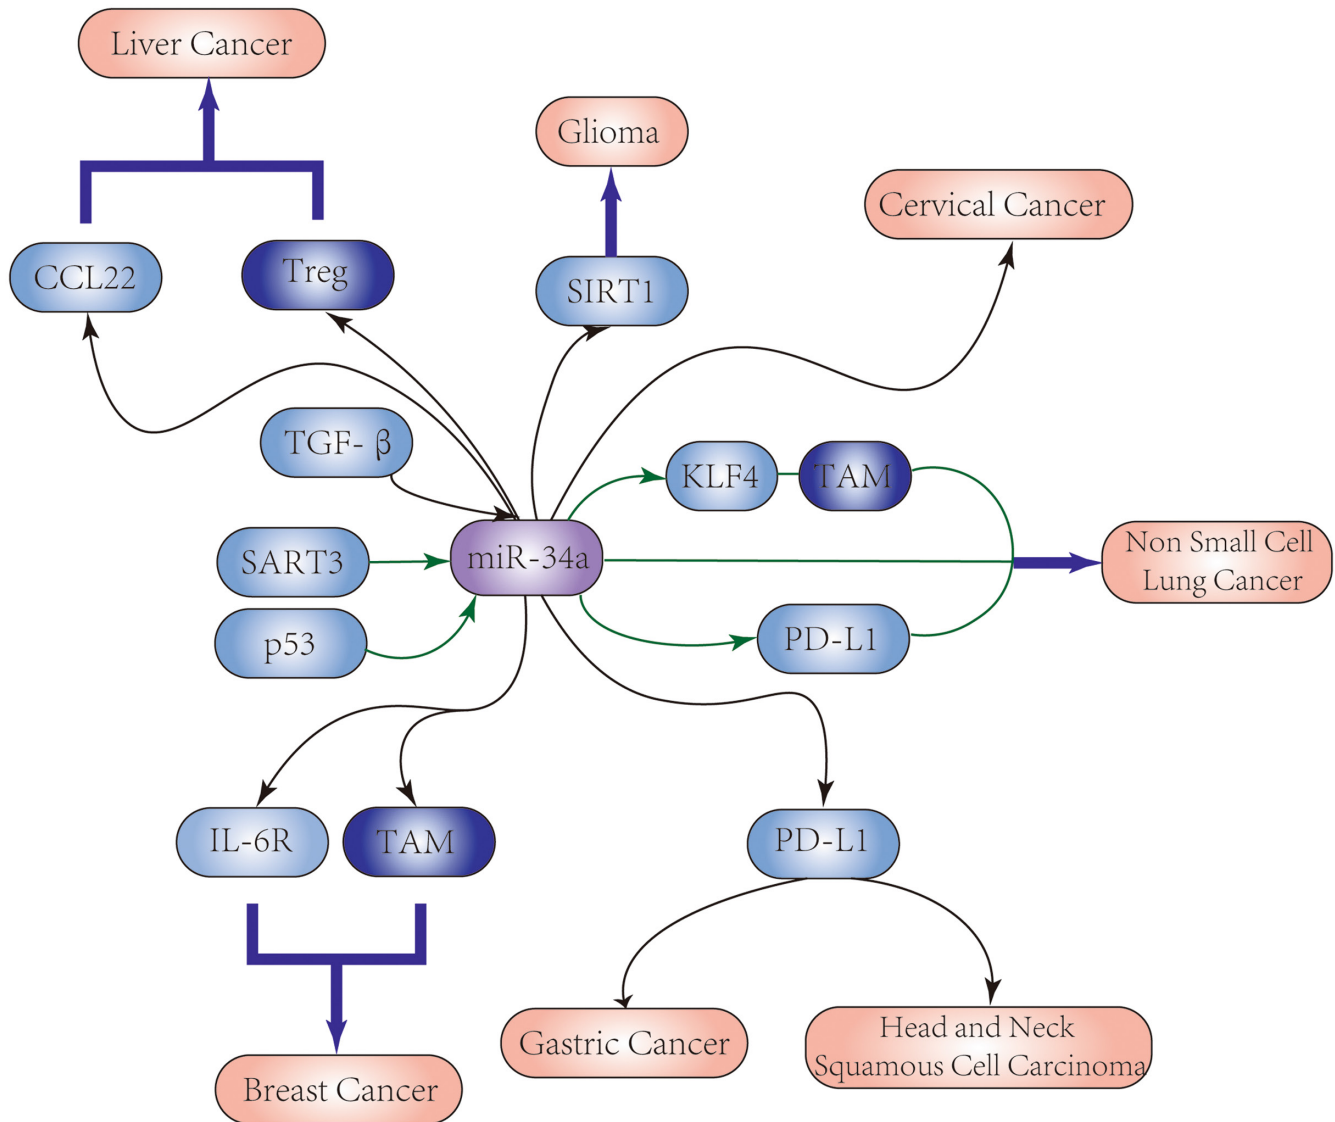 Liver Cancer
Glioma
Cervical Cancer
CCL22
Treg
SIRT1
TGF- β
KLF4
TAM
SART3
miR-34a
Non Small Cell
Lung Cancer
p53
PD-L1
IL-6R
TAM
PD-L1
Gastric Cancer
Head and Neck
Squamous Cell Carcinoma
Breast Cancer